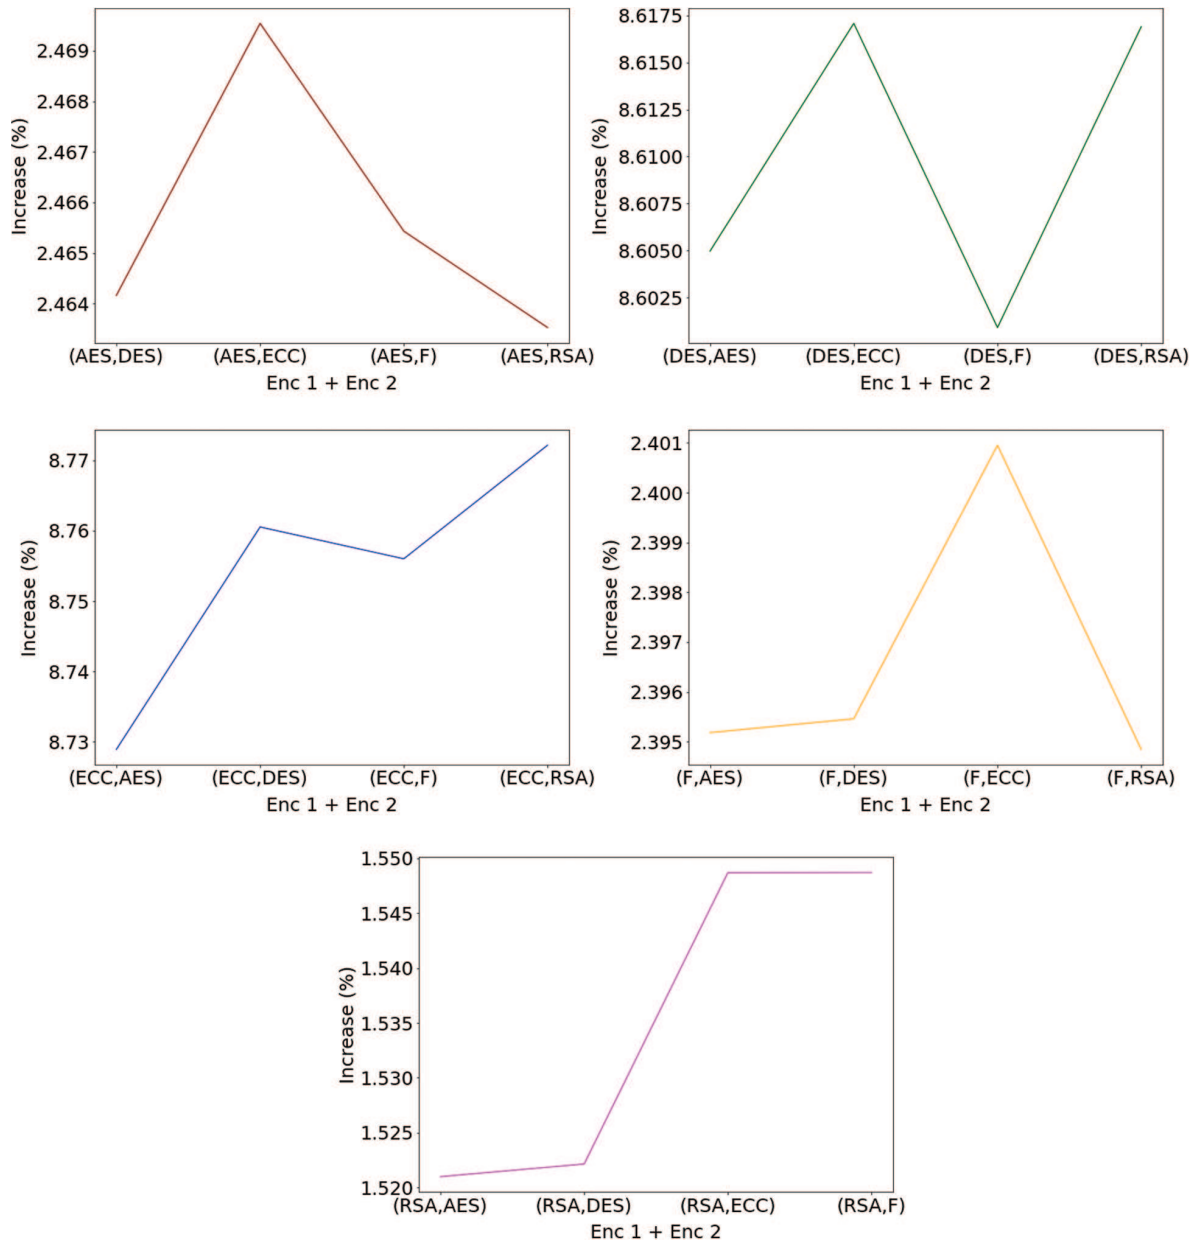 2.469
2.468
2.467
2.466
2.465
2.464
Increase (%)
(AES,DES) (AES,ECC) (AES,F) (AES,RSA)
Enc 1 + Enc 2
8.6175
8.6150
8.6125
8.6100
8.6075
8.6050
8.6025
Increase (%)
(DES,AES) (DES,ECC) (DES,F) (DES,RSA)
Enc 1 + Enc 2
8.77
8.76
8.75
8.74
8.73
Increase (%)
(ECC,AES) (ECC,DES) (ECC,F) (ECC,RSA)
Enc 1 + Enc 2
2.401
2.400
2.399
2.398
2.397
2.396
2.395
Increase (%)
(F,AES) (F,DES) (F,ECC) (F,RSA)
Enc 1 + Enc 2
1.550
1.545
1.540
1.535
1.530
1.525
1.520
Increase (%)
(RSA,AES) (RSA,DES) (RSA,ECC) (RSA,F)
Enc 1 + Enc 2